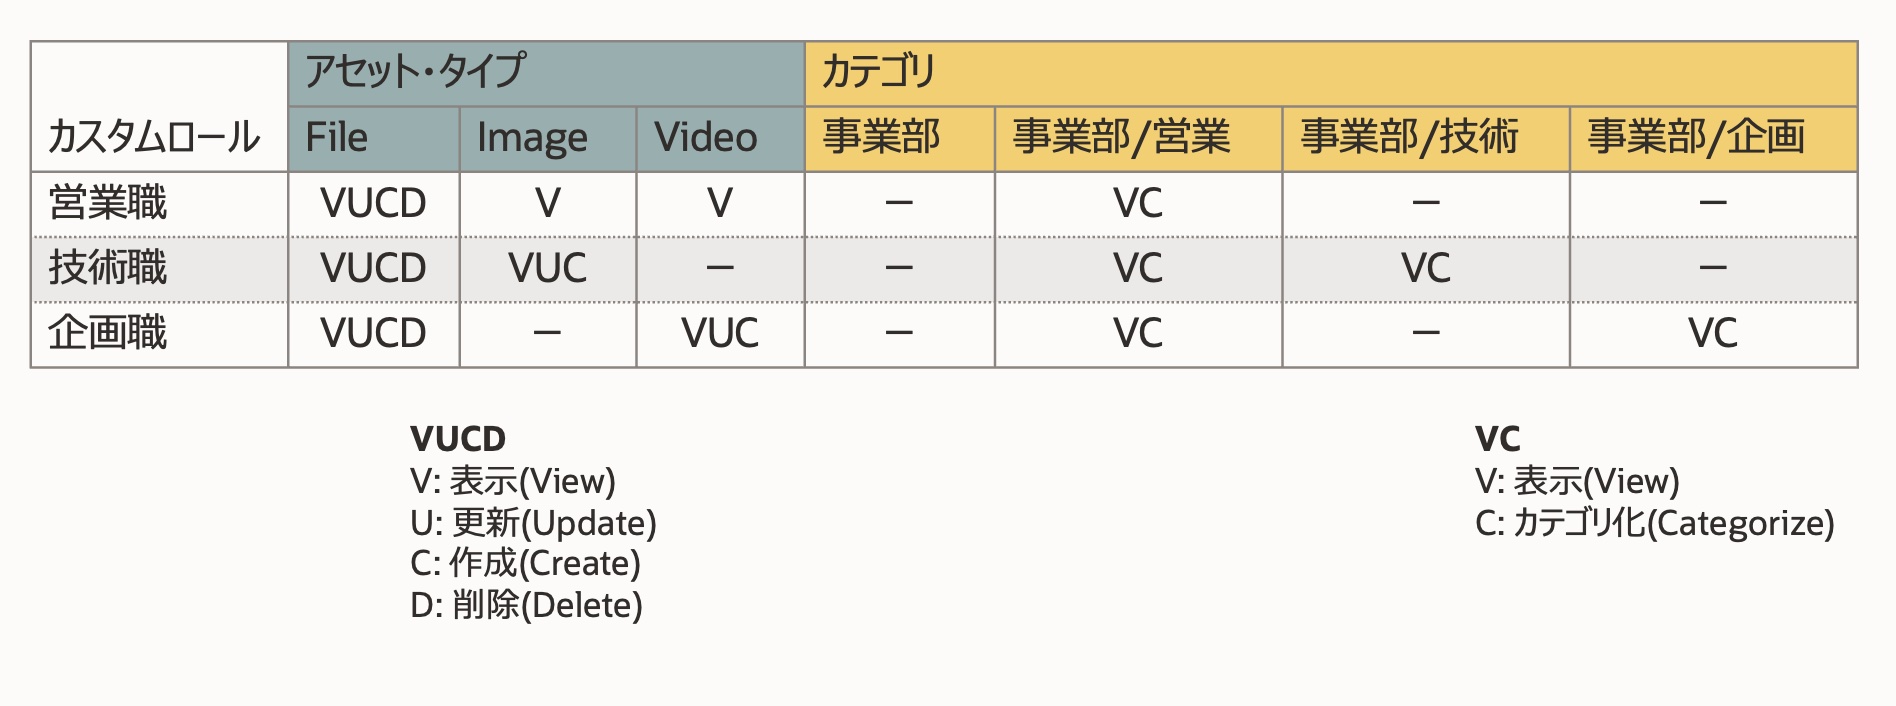 アセット・タイプ カテゴリ
カスタムロール File Image Video 事業部 事業部/営業 事業部/技術 事業部/企画
営業職 VUCD V V – – VC – –
技術職 VUCD VUC – – VC VC –
企画職 VUCD – VUC – VC – VC
VUCD
V: 表示(View)
U: 更新(Update)
C: 作成(Create)
D: 削除(Delete)
VC
V: 表示(View)
C: カテゴリ化(Categorize)